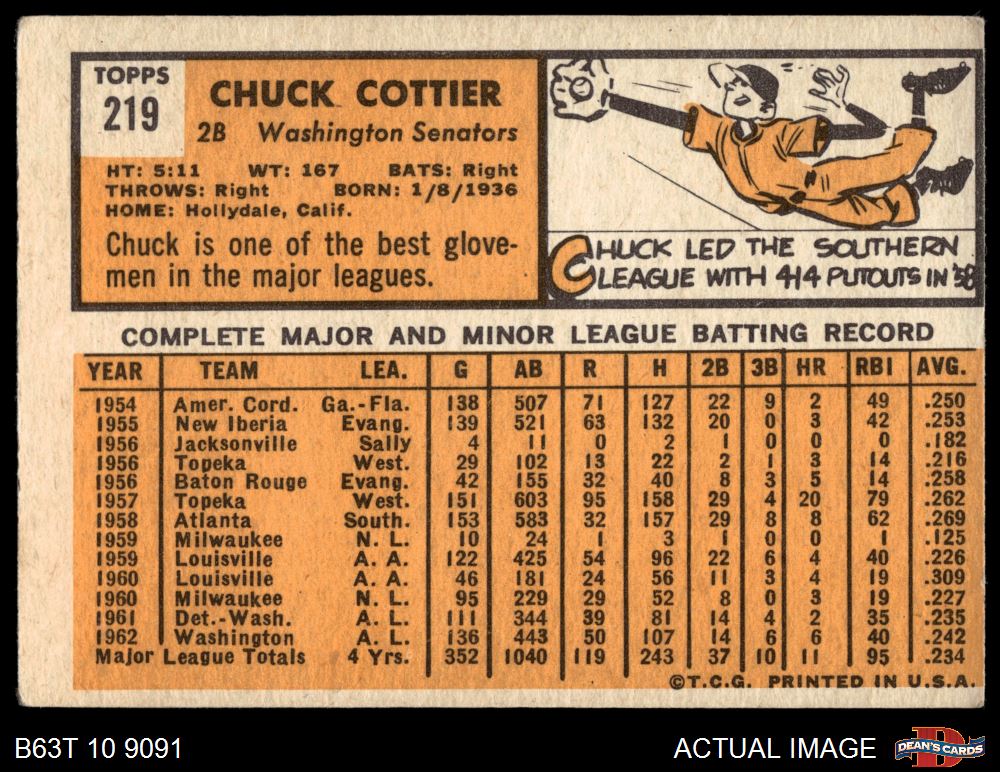 TOPPS
219
CHUCK COTTIER
2B Washington Senators
HT: 5:11 WT: 167 BATS: Right
THROWS: Right BORN: 1/8/1936
HOME: Hollydale, Calif.
Chuck is one of the best glove-
men in the major leagues.
CHUCK LED THE SOUTHERN
LEAGUE WITH 414 PUTOUTS IN '58
COMPLETE MAJOR AND MINOR LEAGUE BATTING RECORD
YEAR TEAM LEA. G AB R H 2B 3B HR RBI AVG.
1954 Amer. Cord. Ga.-Fla. 138 507 71 127 22 9 2 49 .250
1955 New Iberia Evang. 139 521 63 132 20 0 3 42 .253
1956 Jacksonville Sally 4 11 0 2 1 0 0 0 .182
1956 Topeka West. 29 102 13 22 2 1 3 14 .216
1956 Baton Rouge Evang. 42 155 32 40 8 3 5 14 .258
1957 Topeka West. 151 603 95 158 29 4 20 79 .262
1958 Atlanta South. 153 583 32 157 29 8 8 62 .269
1959 Milwaukee N. L. 10 24 1 3 1 0 0 1 .125
1959 Louisville A. A. 122 425 54 96 22 6 4 40 .226
1960 Louisville A. A. 46 181 24 56 11 3 4 19 .309
1960 Milwaukee N. L. 95 229 29 52 8 0 3 19 .227
1961 Det.-Wash. A. L. 111 344 39 81 14 4 2 35 .235
1962 Washington A. L. 136 443 50 107 14 6 6 40 .242
Major League Totals 4 Yrs. 352 1040 119 243 37 10 11 95 .234
©T.C.G. PRINTED IN U.S.A.
B63T 10 9091 ACTUAL IMAGE D DEAN'S CARDS